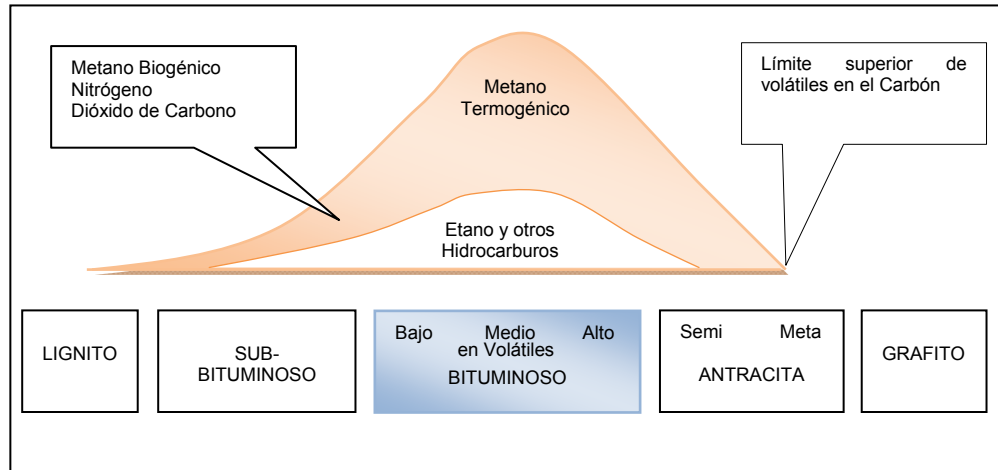 Metano Biogénico
Nitrógeno
Dióxido de Carbono
Metano
Termogénico
Límite superior de
volátiles en el Carbón
Etano y otros
Hidrocarburos
LIGNITO
SUB-
BITUMINOSO
Bajo Medio Alto
en Volátiles
BITUMINOSO
Semi Meta
ANTRACITA
GRAFITO